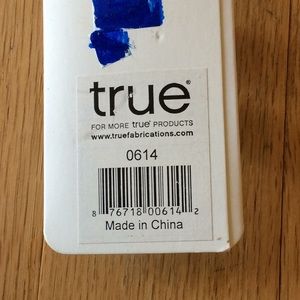 true®
FOR MORE true® PRODUCTS
www.truefabrications.com
0614
8 76718 00614 2
Made in China